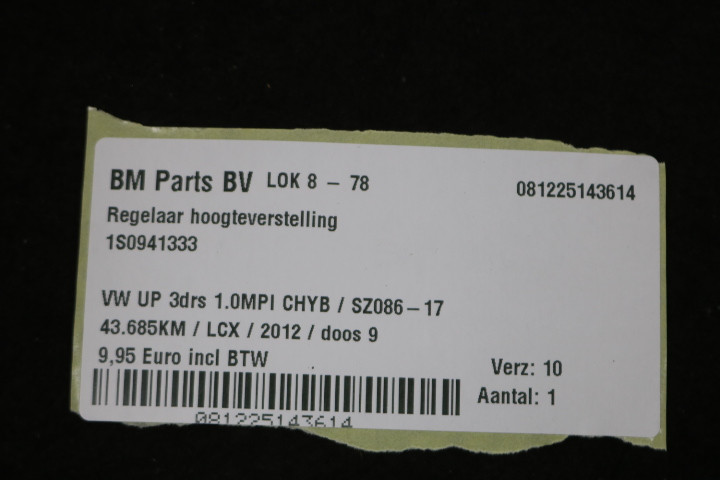 BM Parts BV LOK 8 – 78 081225143614
Regelaar hoogteverstelling
1S0941333
VW UP 3drs 1.0MPI CHYB / SZ086–17
43.685KM / LCX / 2012 / doos 9
9,95 Euro incl BTW Verz: 10
Aantal: 1
081225143614